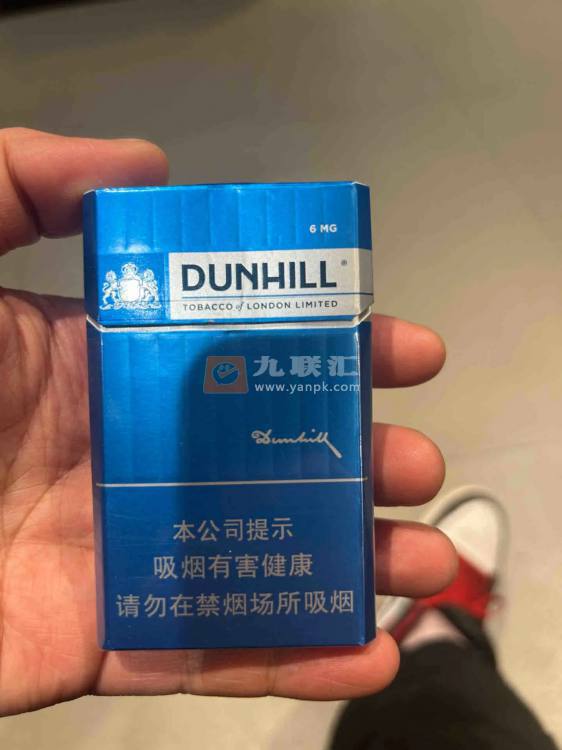 6 MG
DUNHILL®
TOBACCO of LONDON LIMITED
九联汇
www.yanpk.com
Dunhill
本公司提示
吸烟有害健康
请勿在禁烟场所吸烟